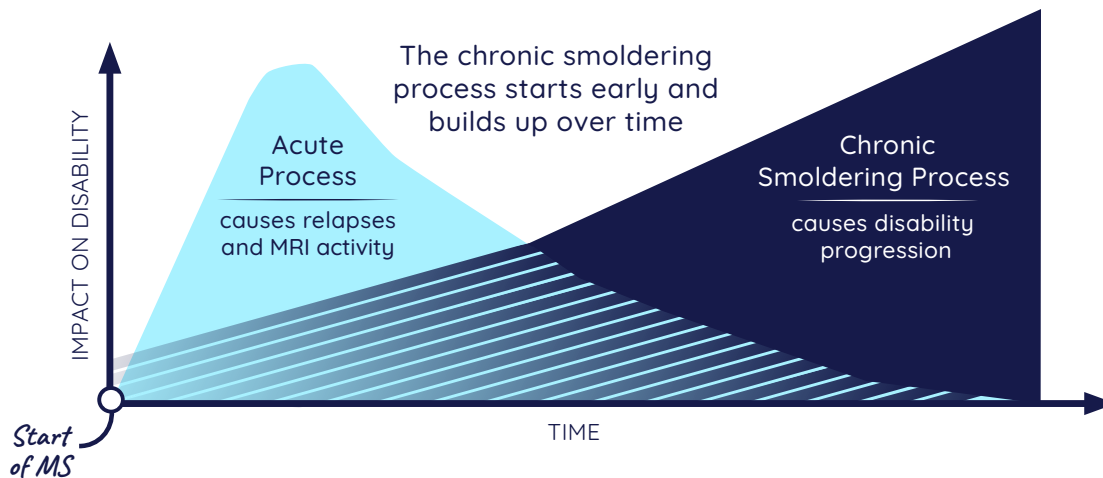 The chronic smoldering
process starts early and
builds up over time
Acute
Process
causes relapses
and MRI activity
Chronic
Smoldering Process
causes disability
progression
IMPACT ON DISABILITY
TIME
Start
of MS